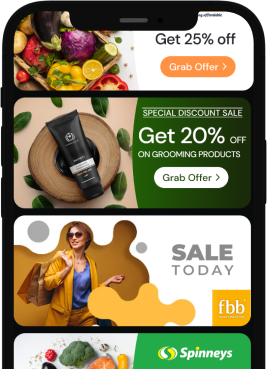 Get 25% off
Grab Offer >
SPECIAL DISCOUNT SALE
Get 20% OFF
ON GROOMING PRODUCTS
Grab Offer >
SALE
TODAY
fbb
Spinneys